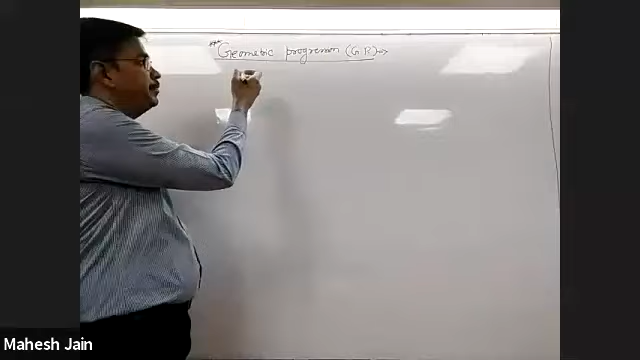 *** Geometric progression (G.P.) →
Mahesh Jain